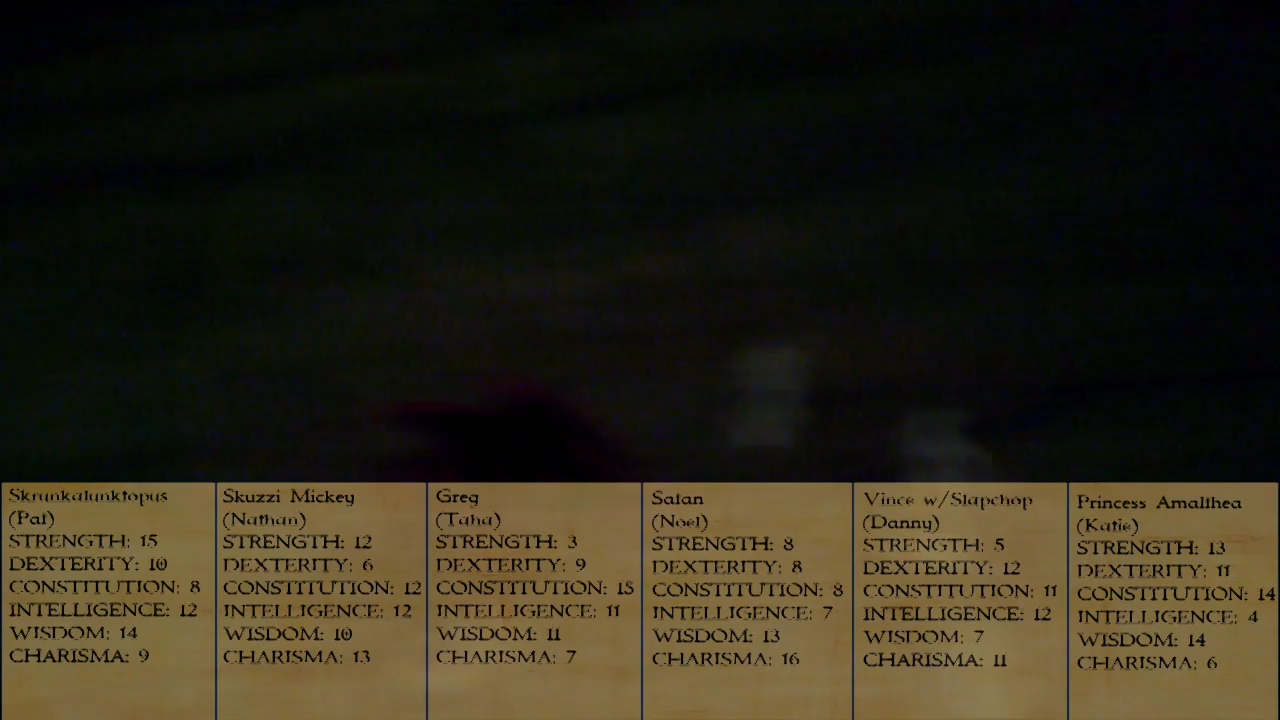 Skrunkalunktopus
(Pat)
STRENGTH: 15
DEXTERITY: 10
CONSTITUTION: 8
INTELLIGENCE: 12
WISDOM: 14
CHARISMA: 9
Skuzzi Mickey
(Nathan)
STRENGTH: 12
DEXTERITY: 6
CONSTITUTION: 12
INTELLIGENCE: 12
WISDOM: 10
CHARISMA: 13
Greg
(Taha)
STRENGTH: 3
DEXTERITY: 9
CONSTITUTION: 15
INTELLIGENCE: 11
WISDOM: 11
CHARISMA: 7
Satan
(Noel)
STRENGTH: 8
DEXTERITY: 8
CONSTITUTION: 8
INTELLIGENCE: 7
WISDOM: 13
CHARISMA: 16
Vince w/Slapchop
(Danny)
STRENGTH: 5
DEXTERITY: 12
CONSTITUTION: 11
INTELLIGENCE: 12
WISDOM: 7
CHARISMA: 11
Princess Amalthea
(Katie)
STRENGTH: 13
DEXTERITY: 11
CONSTITUTION: 14
INTELLIGENCE: 4
WISDOM: 14
CHARISMA: 6